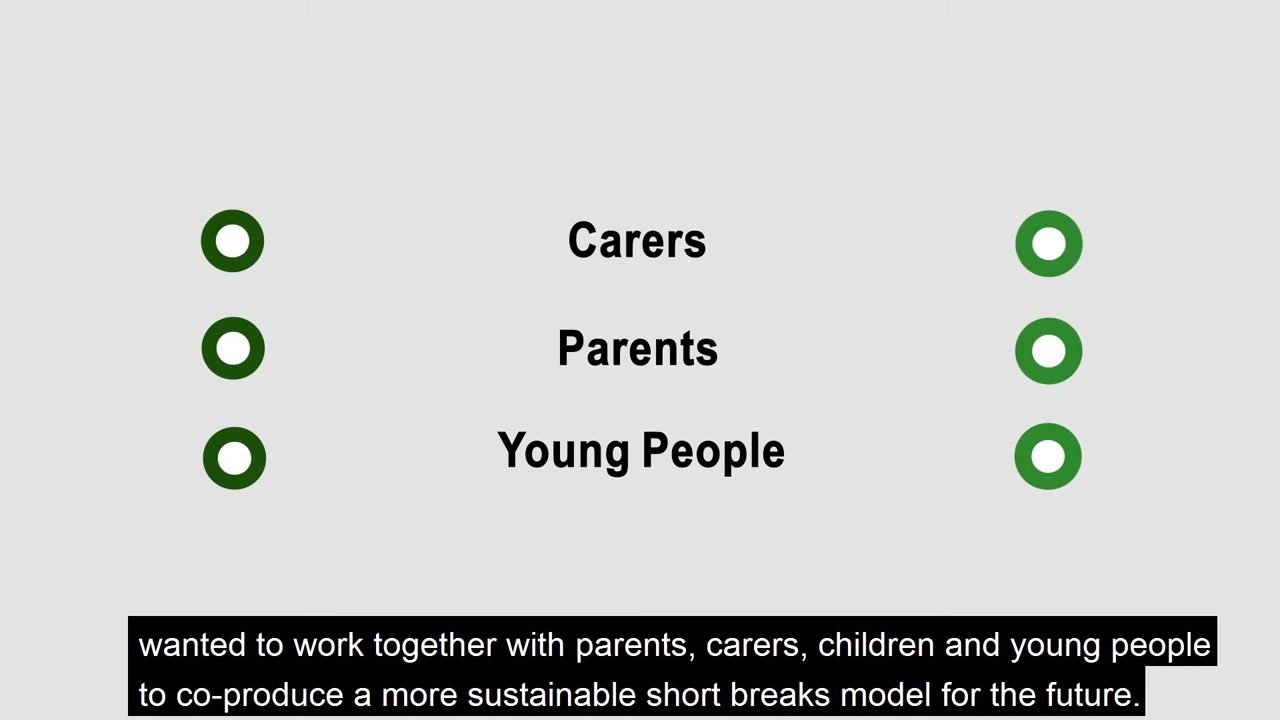 Carers
Parents
Young People
wanted to work together with parents, carers, children and young people
to co-produce a more sustainable short breaks model for the future.